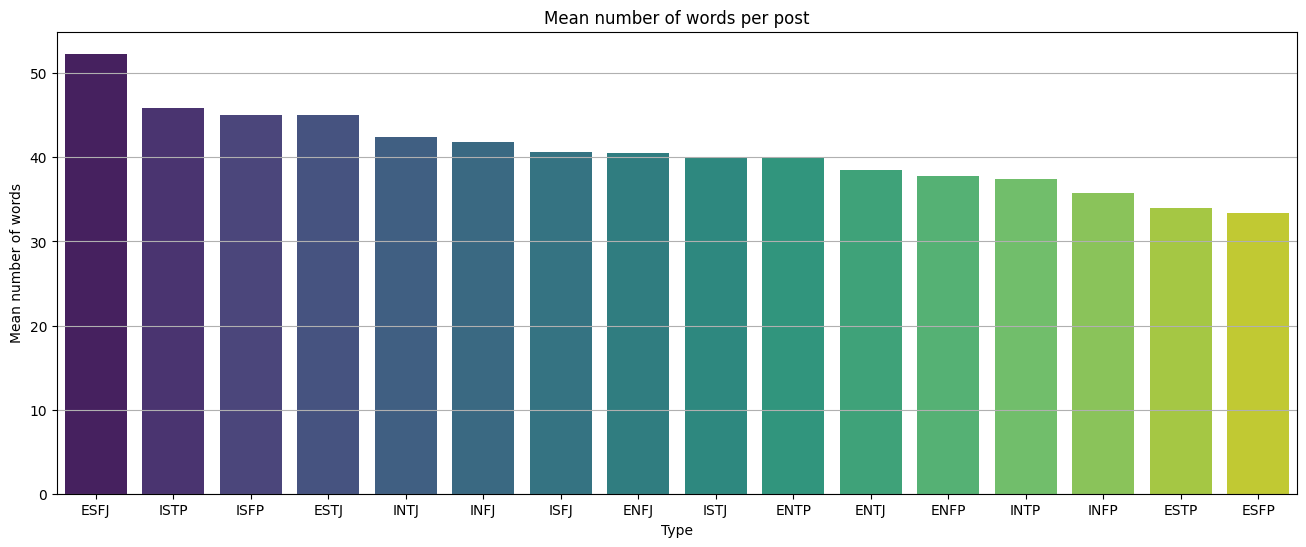 Mean number of words per post
Mean number of words
50
40
30
20
10
0
ESFJ ISTP ISFP ESTJ INTJ INFJ ISFJ ENFJ ISTJ ENTP ENTJ ENFP INTP INFP ESTP ESFP
Type